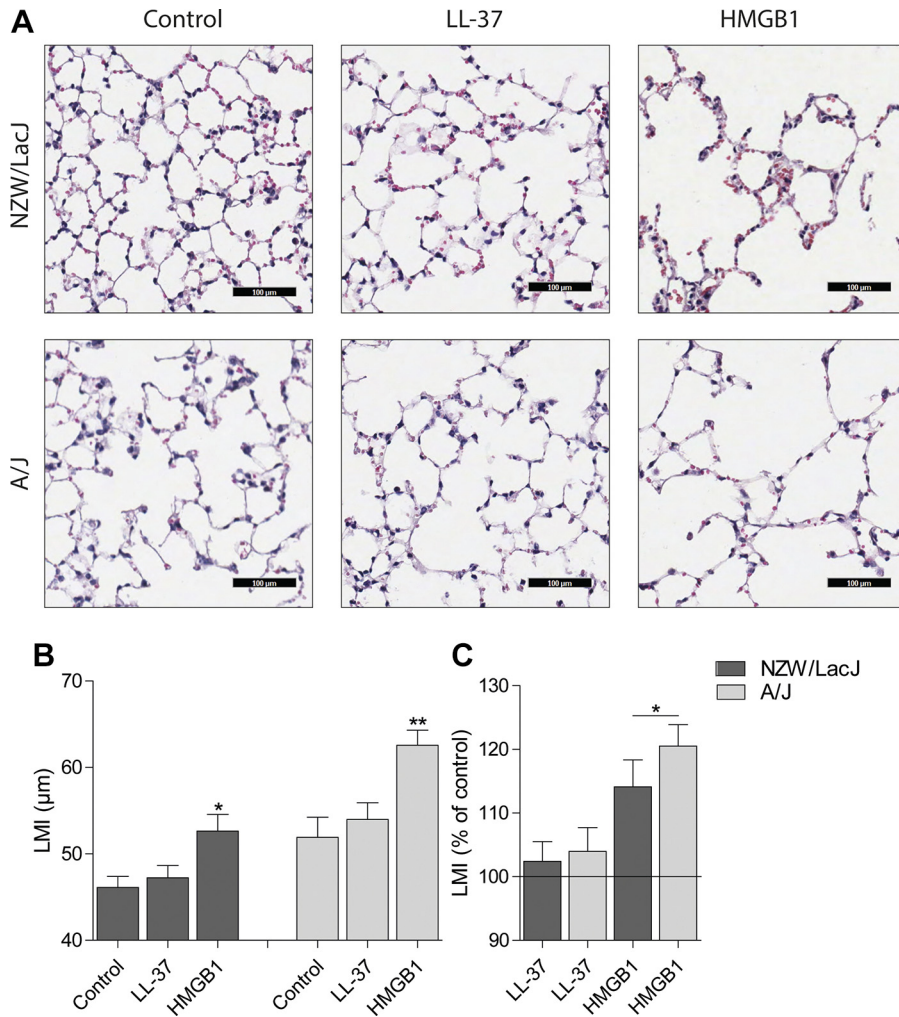 A
Control LL-37 HMGB1
NZW/LacJ
100 µm 100 µm 100 µm
A/J
100 µm 100 µm 100 µm
B
70
60
50
40
LMI (µm)
*
**
Control LL-37 HMGB1 Control LL-37 HMGB1
C
NZW/LacJ
A/J
130
120
110
100
90
LMI (% of control)
*
LL-37 LL-37 HMGB1 HMGB1